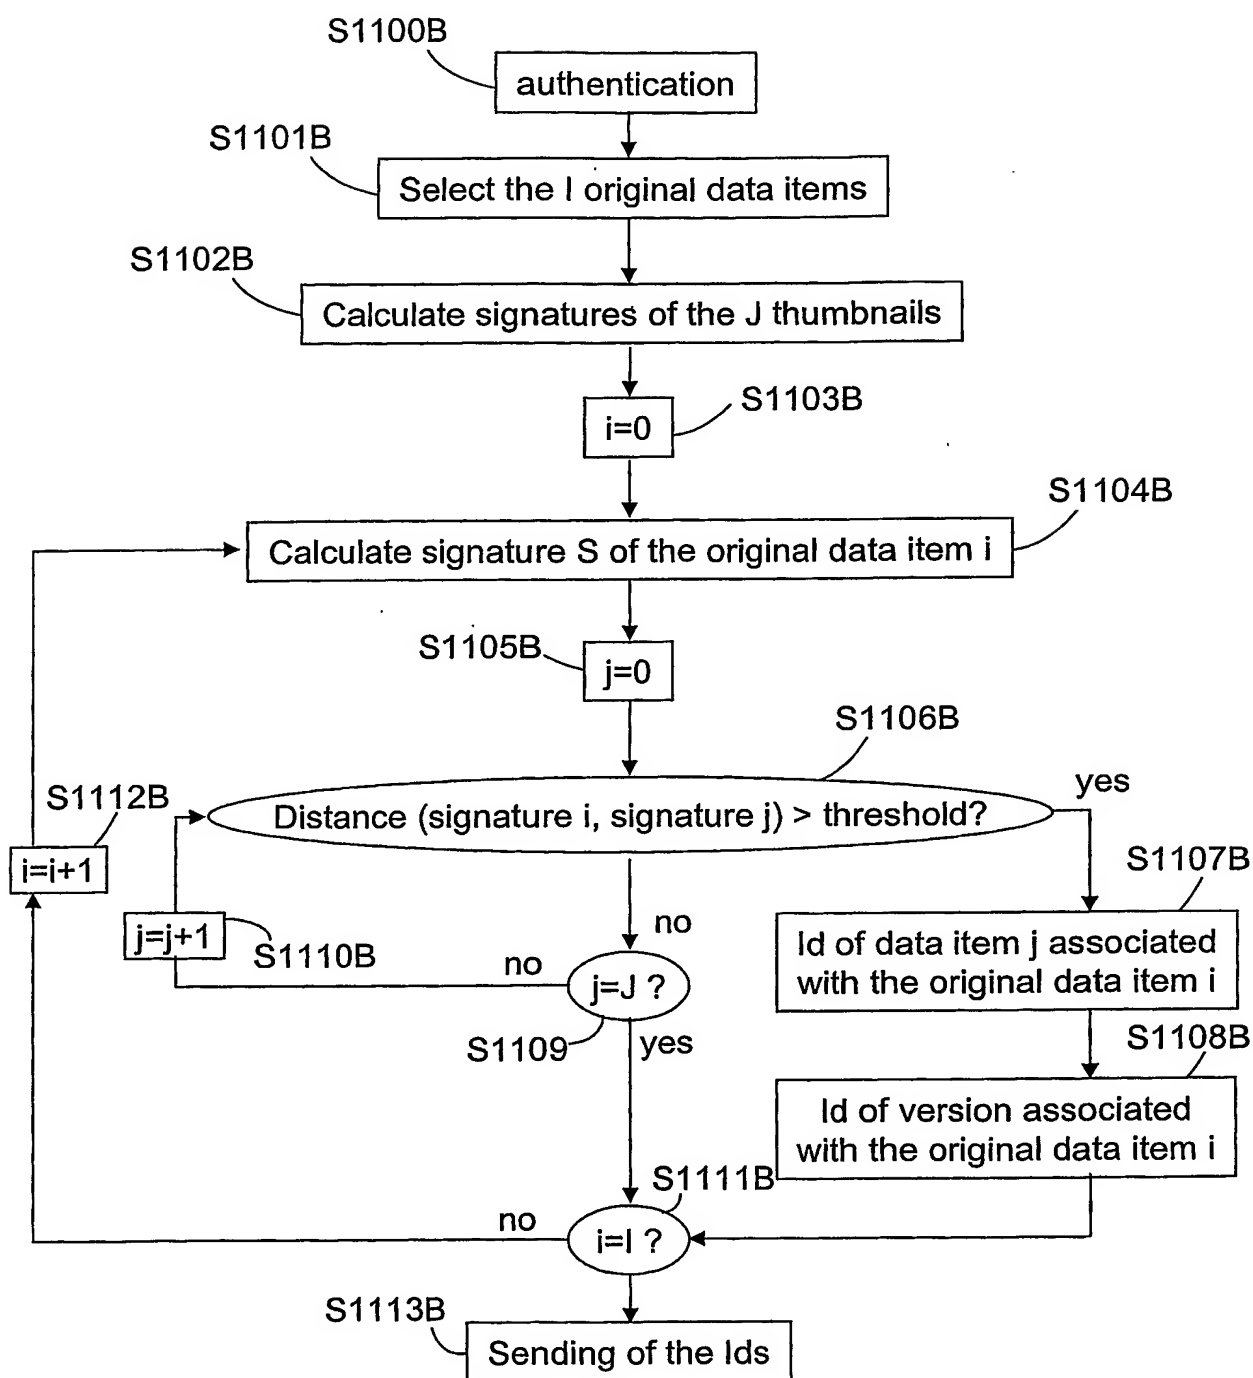 S1100B
authentication
S1101B
Select the I original data items
S1102B
Calculate signatures of the J thumbnails
S1103B
i=0
S1104B
Calculate signature S of the original data item i
S1105B
j=0
S1106B
Distance (signature i, signature j) > threshold?
yes
S1107B
Id of data item j associated
with the original data item i
S1112B
i=i+1
no
j=j+1
S1110B
no
j=J ?
S1109
yes
S1108B
Id of version associated
with the original data item i
S1111B
no
i=I ?
S1113B
Sending of the Ids